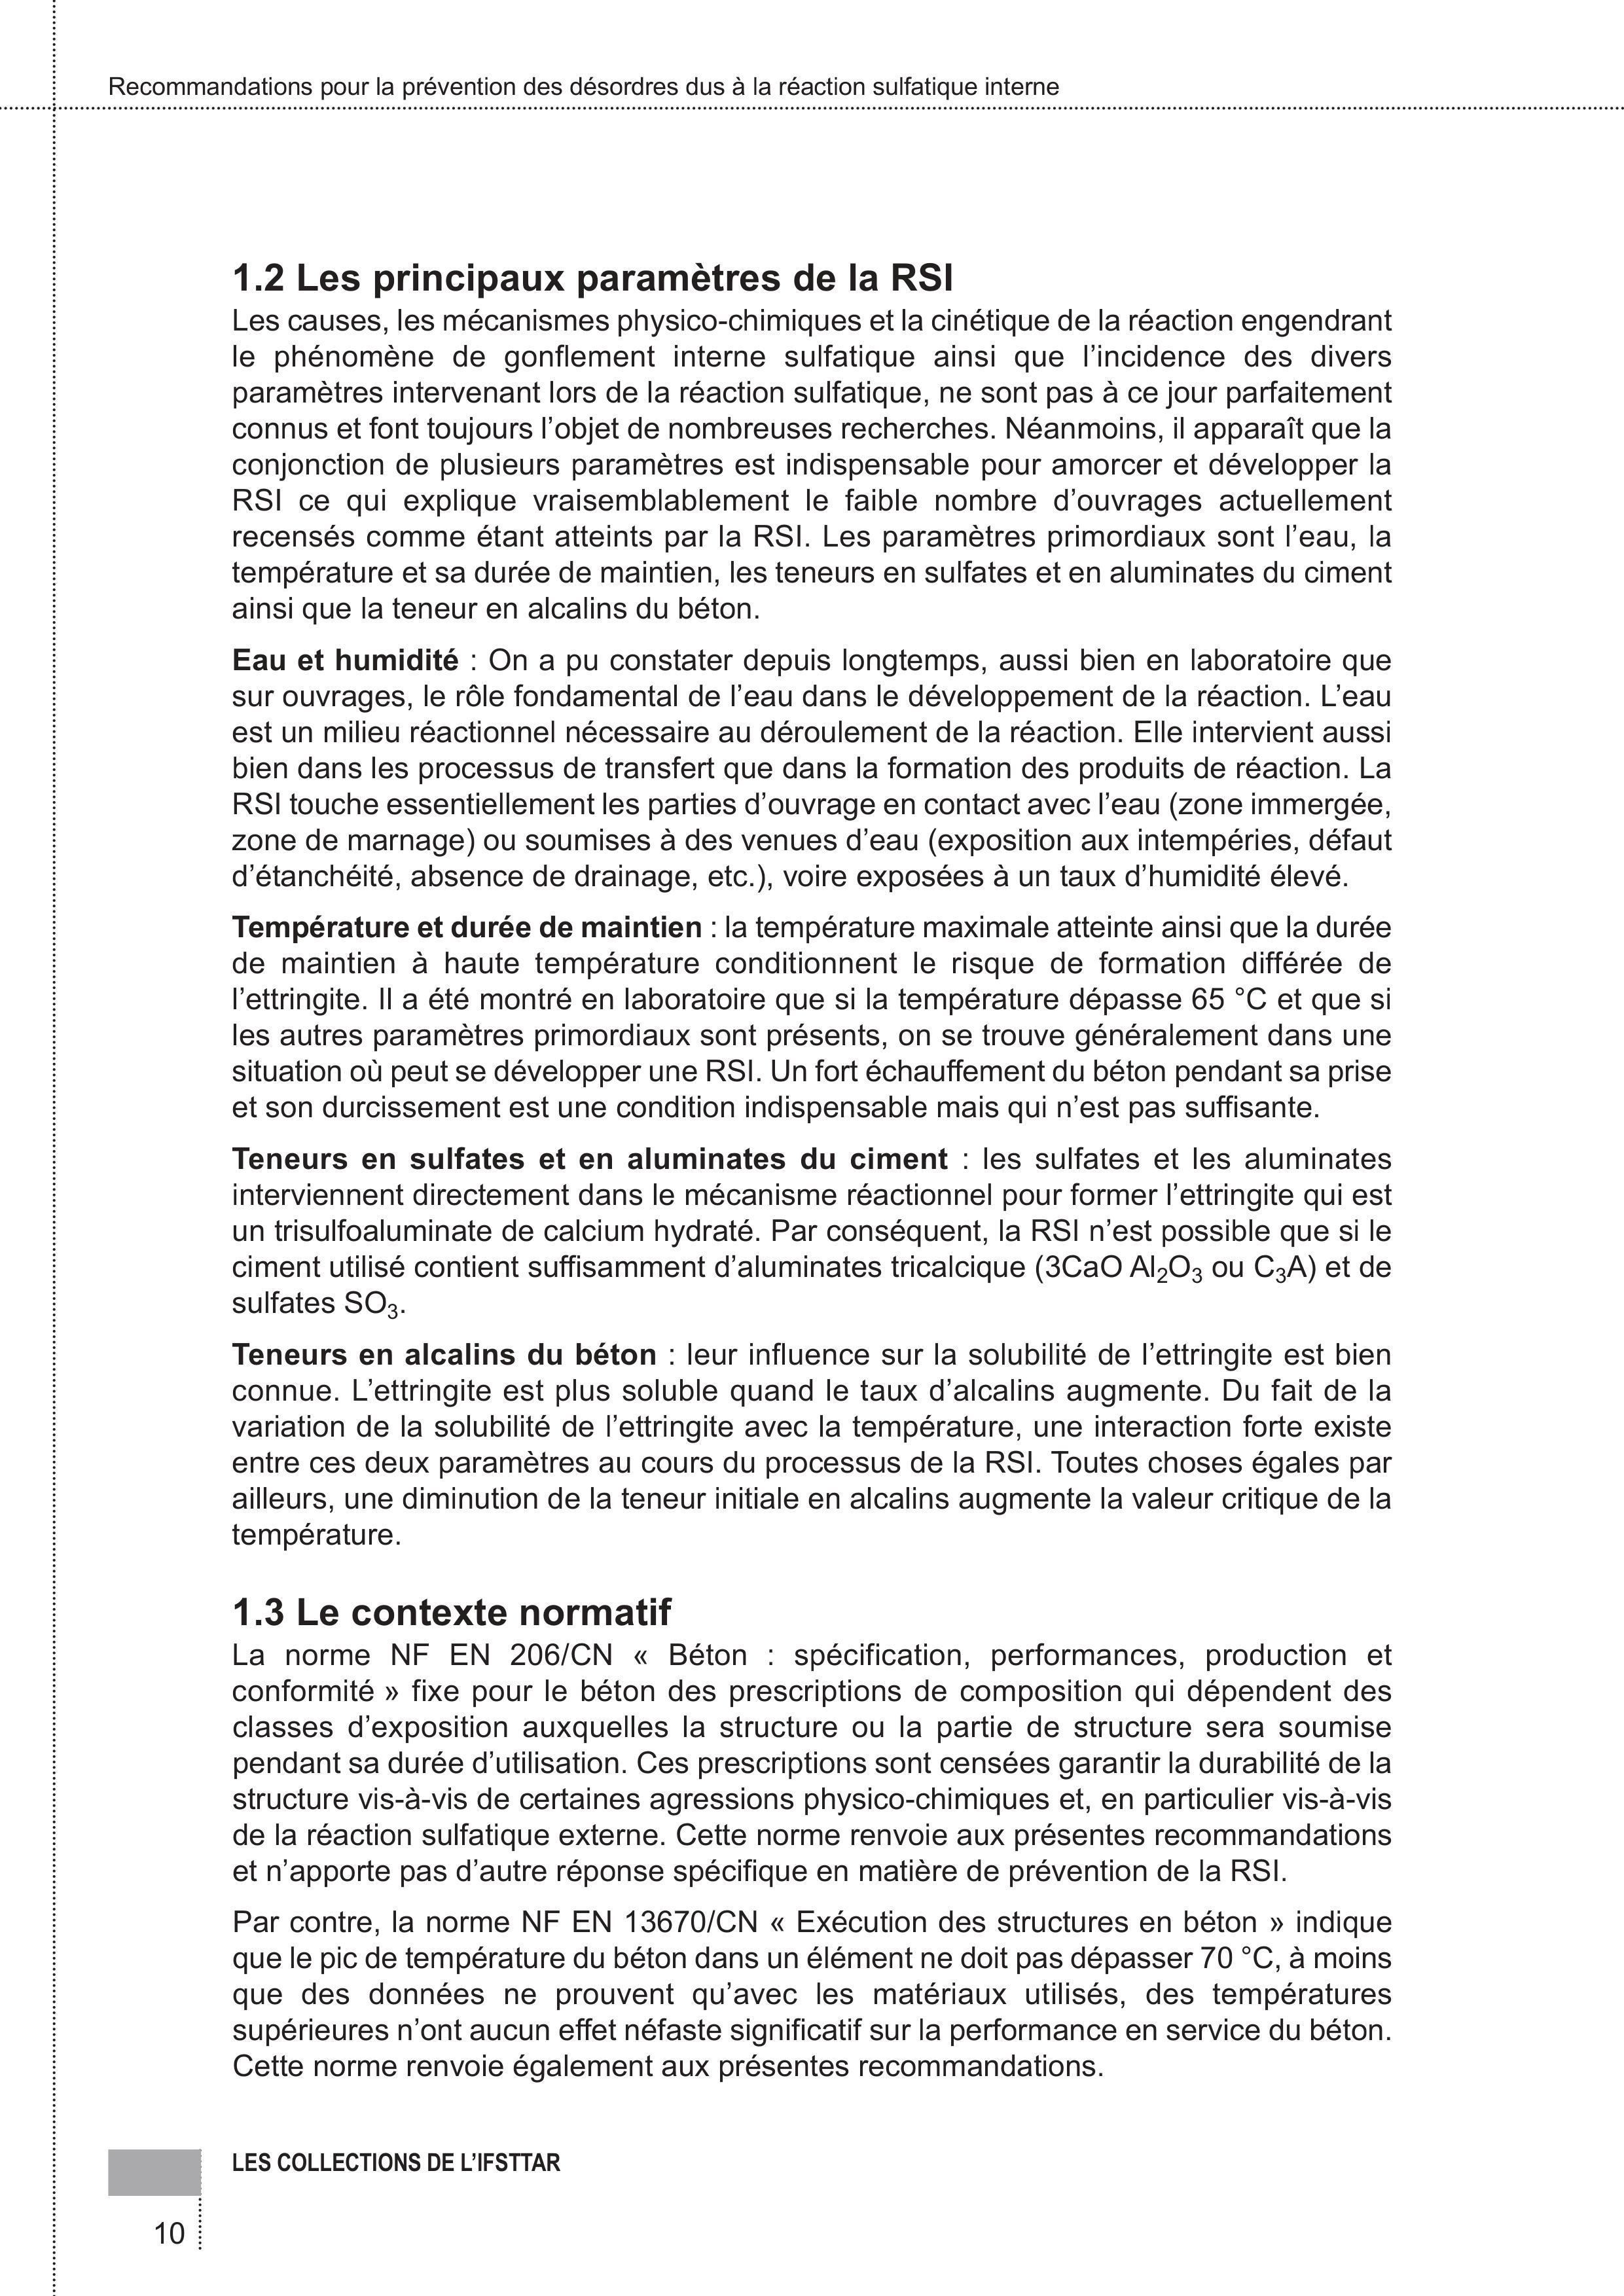 Recommandations pour la prévention des désordres dus à la réaction sulfatique interne
1.2 Les principaux paramètres de la RSI
Les causes, les mécanismes physico-chimiques et la cinétique de la réaction engendrant
le phénomène de gonflement interne sulfatique ainsi que l’incidence des divers
paramètres intervenant lors de la réaction sulfatique, ne sont pas à ce jour parfaitement
connus et font toujours l’objet de nombreuses recherches. Néanmoins, il apparaît que la
conjonction de plusieurs paramètres est indispensable pour amorcer et développer la
RSI ce qui explique vraisemblablement le faible nombre d’ouvrages actuellement
recensés comme étant atteints par la RSI. Les paramètres primordiaux sont l’eau, la
température et sa durée de maintien, les teneurs en sulfates et en aluminates du ciment
ainsi que la teneur en alcalins du béton.
Eau et humidité : On a pu constater depuis longtemps, aussi bien en laboratoire que
sur ouvrages, le rôle fondamental de l’eau dans le développement de la réaction. L’eau
est un milieu réactionnel nécessaire au déroulement de la réaction. Elle intervient aussi
bien dans les processus de transfert que dans la formation des produits de réaction. La
RSI touche essentiellement les parties d’ouvrage en contact avec l’eau (zone immergée,
zone de marnage) ou soumises à des venues d’eau (exposition aux intempéries, défaut
d’étanchéité, absence de drainage, etc.), voire exposées à un taux d’humidité élevé.
Température et durée de maintien : la température maximale atteinte ainsi que la durée
de maintien à haute température conditionnent le risque de formation différée de
l’ettringite. Il a été montré en laboratoire que si la température dépasse 65 °C et que si
les autres paramètres primordiaux sont présents, on se trouve généralement dans une
situation où peut se développer une RSI. Un fort échauffement du béton pendant sa prise
et son durcissement est une condition indispensable mais qui n’est pas suffisante.
Teneurs en sulfates et en aluminates du ciment : les sulfates et les aluminates
interviennent directement dans le mécanisme réactionnel pour former l’ettringite qui est
un trisulfoaluminate de calcium hydraté. Par conséquent, la RSI n’est possible que si le
ciment utilisé contient suffisamment d’aluminates tricalcique (3CaO Al₂O₃ ou C₃A) et de
sulfates SO₃.
Teneurs en alcalins du béton : leur influence sur la solubilité de l’ettringite est bien
connue. L’ettringite est plus soluble quand le taux d’alcalins augmente. Du fait de la
variation de la solubilité de l’ettringite avec la température, une interaction forte existe
entre ces deux paramètres au cours du processus de la RSI. Toutes choses égales par
ailleurs, une diminution de la teneur initiale en alcalins augmente la valeur critique de la
température.
1.3 Le contexte normatif
La norme NF EN 206/CN « Béton : spécification, performances, production et
conformité » fixe pour le béton des prescriptions de composition qui dépendent des
classes d’exposition auxquelles la structure ou la partie de structure sera soumise
pendant sa durée d’utilisation. Ces prescriptions sont censées garantir la durabilité de la
structure vis-à-vis de certaines agressions physico-chimiques et, en particulier vis-à-vis
de la réaction sulfatique externe. Cette norme renvoie aux présentes recommandations
et n’apporte pas d’autre réponse spécifique en matière de prévention de la RSI.
Par contre, la norme NF EN 13670/CN « Exécution des structures en béton » indique
que le pic de température du béton dans un élément ne doit pas dépasser 70 °C, à moins
que des données ne prouvent qu’avec les matériaux utilisés, des températures
supérieures n’ont aucun effet néfaste significatif sur la performance en service du béton.
Cette norme renvoie également aux présentes recommandations.
LES COLLECTIONS DE L’IFSTTAR
10